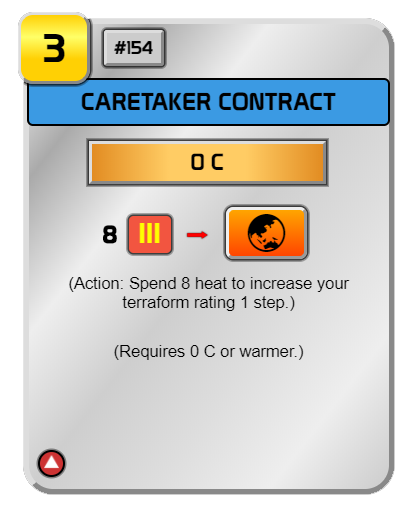 3
#154
CARETAKER CONTRACT
0 C
8
(Action: Spend 8 heat to increase your
terraform rating 1 step.)
(Requires 0 C or warmer.)